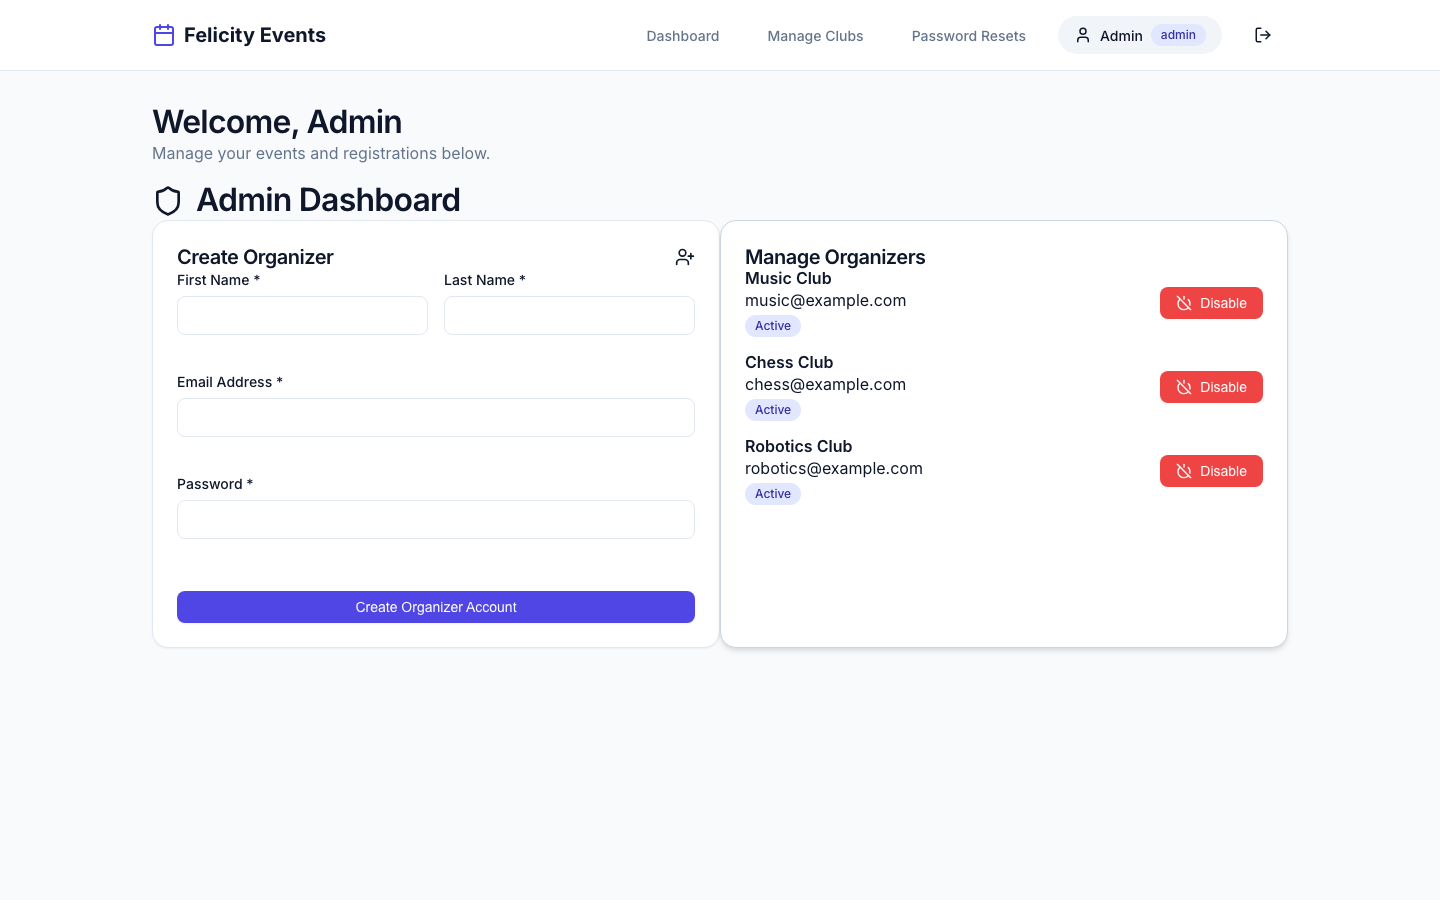 Felicity Events
Dashboard
Manage Clubs
Password Resets
Admin
admin
Welcome, Admin
Manage your events and registrations below.
Admin Dashboard
Create Organizer
First Name *
Last Name *
Email Address *
Password *
Create Organizer Account
Manage Organizers
Music Club
music@example.com
Active
Disable
Chess Club
chess@example.com
Active
Disable
Robotics Club
robotics@example.com
Active
Disable